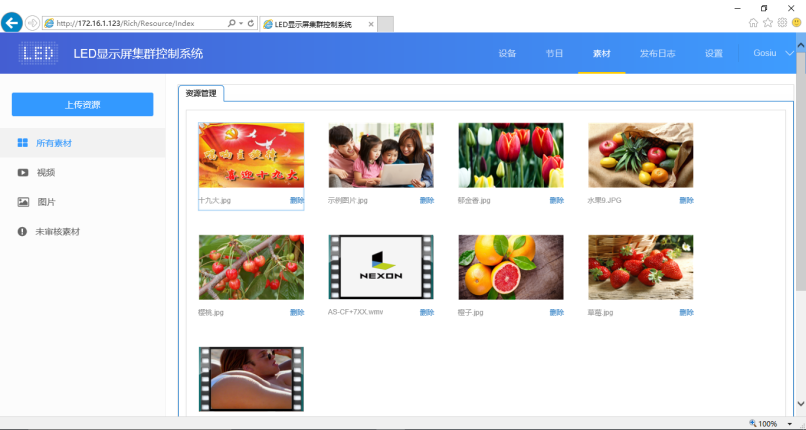 http://172.16.1.123/Rich/Resource/Index
LED显示屏集群控制系统
LED
LED显示屏集群控制系统
设备
节目
素材
发布日志
设置
Gosiu
上传资源
所有素材
视频
图片
未审核素材
资源管理
喜迎十九大
十九大.jpg
删除
示例图片.jpg
删除
郁金香.jpg
删除
水果9.JPG
删除
NEXON
樱桃.jpg
删除
AS-CF+7XX.wmv
删除
橙子.jpg
删除
草莓.jpg
删除
100%